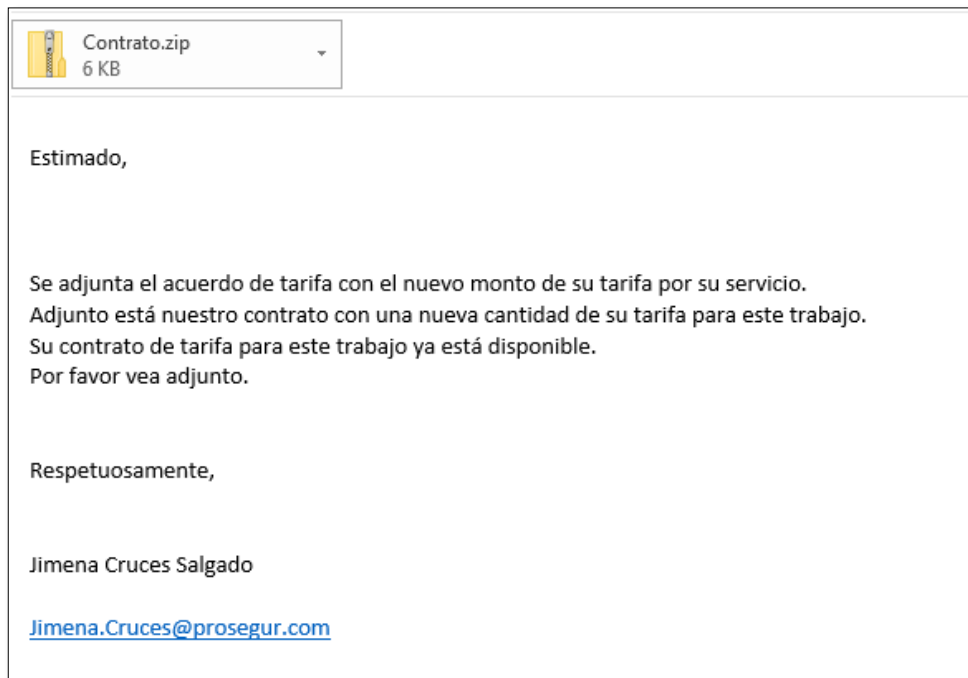 Contrato.zip
6 KB
Estimado,
Se adjunta el acuerdo de tarifa con el nuevo monto de su tarifa por su servicio.
Adjunto está nuestro contrato con una nueva cantidad de su tarifa para este trabajo.
Su contrato de tarifa para este trabajo ya está disponible.
Por favor vea adjunto.
Respetuosamente,
Jimena Cruces Salgado
Jimena.Cruces@prosegur.com